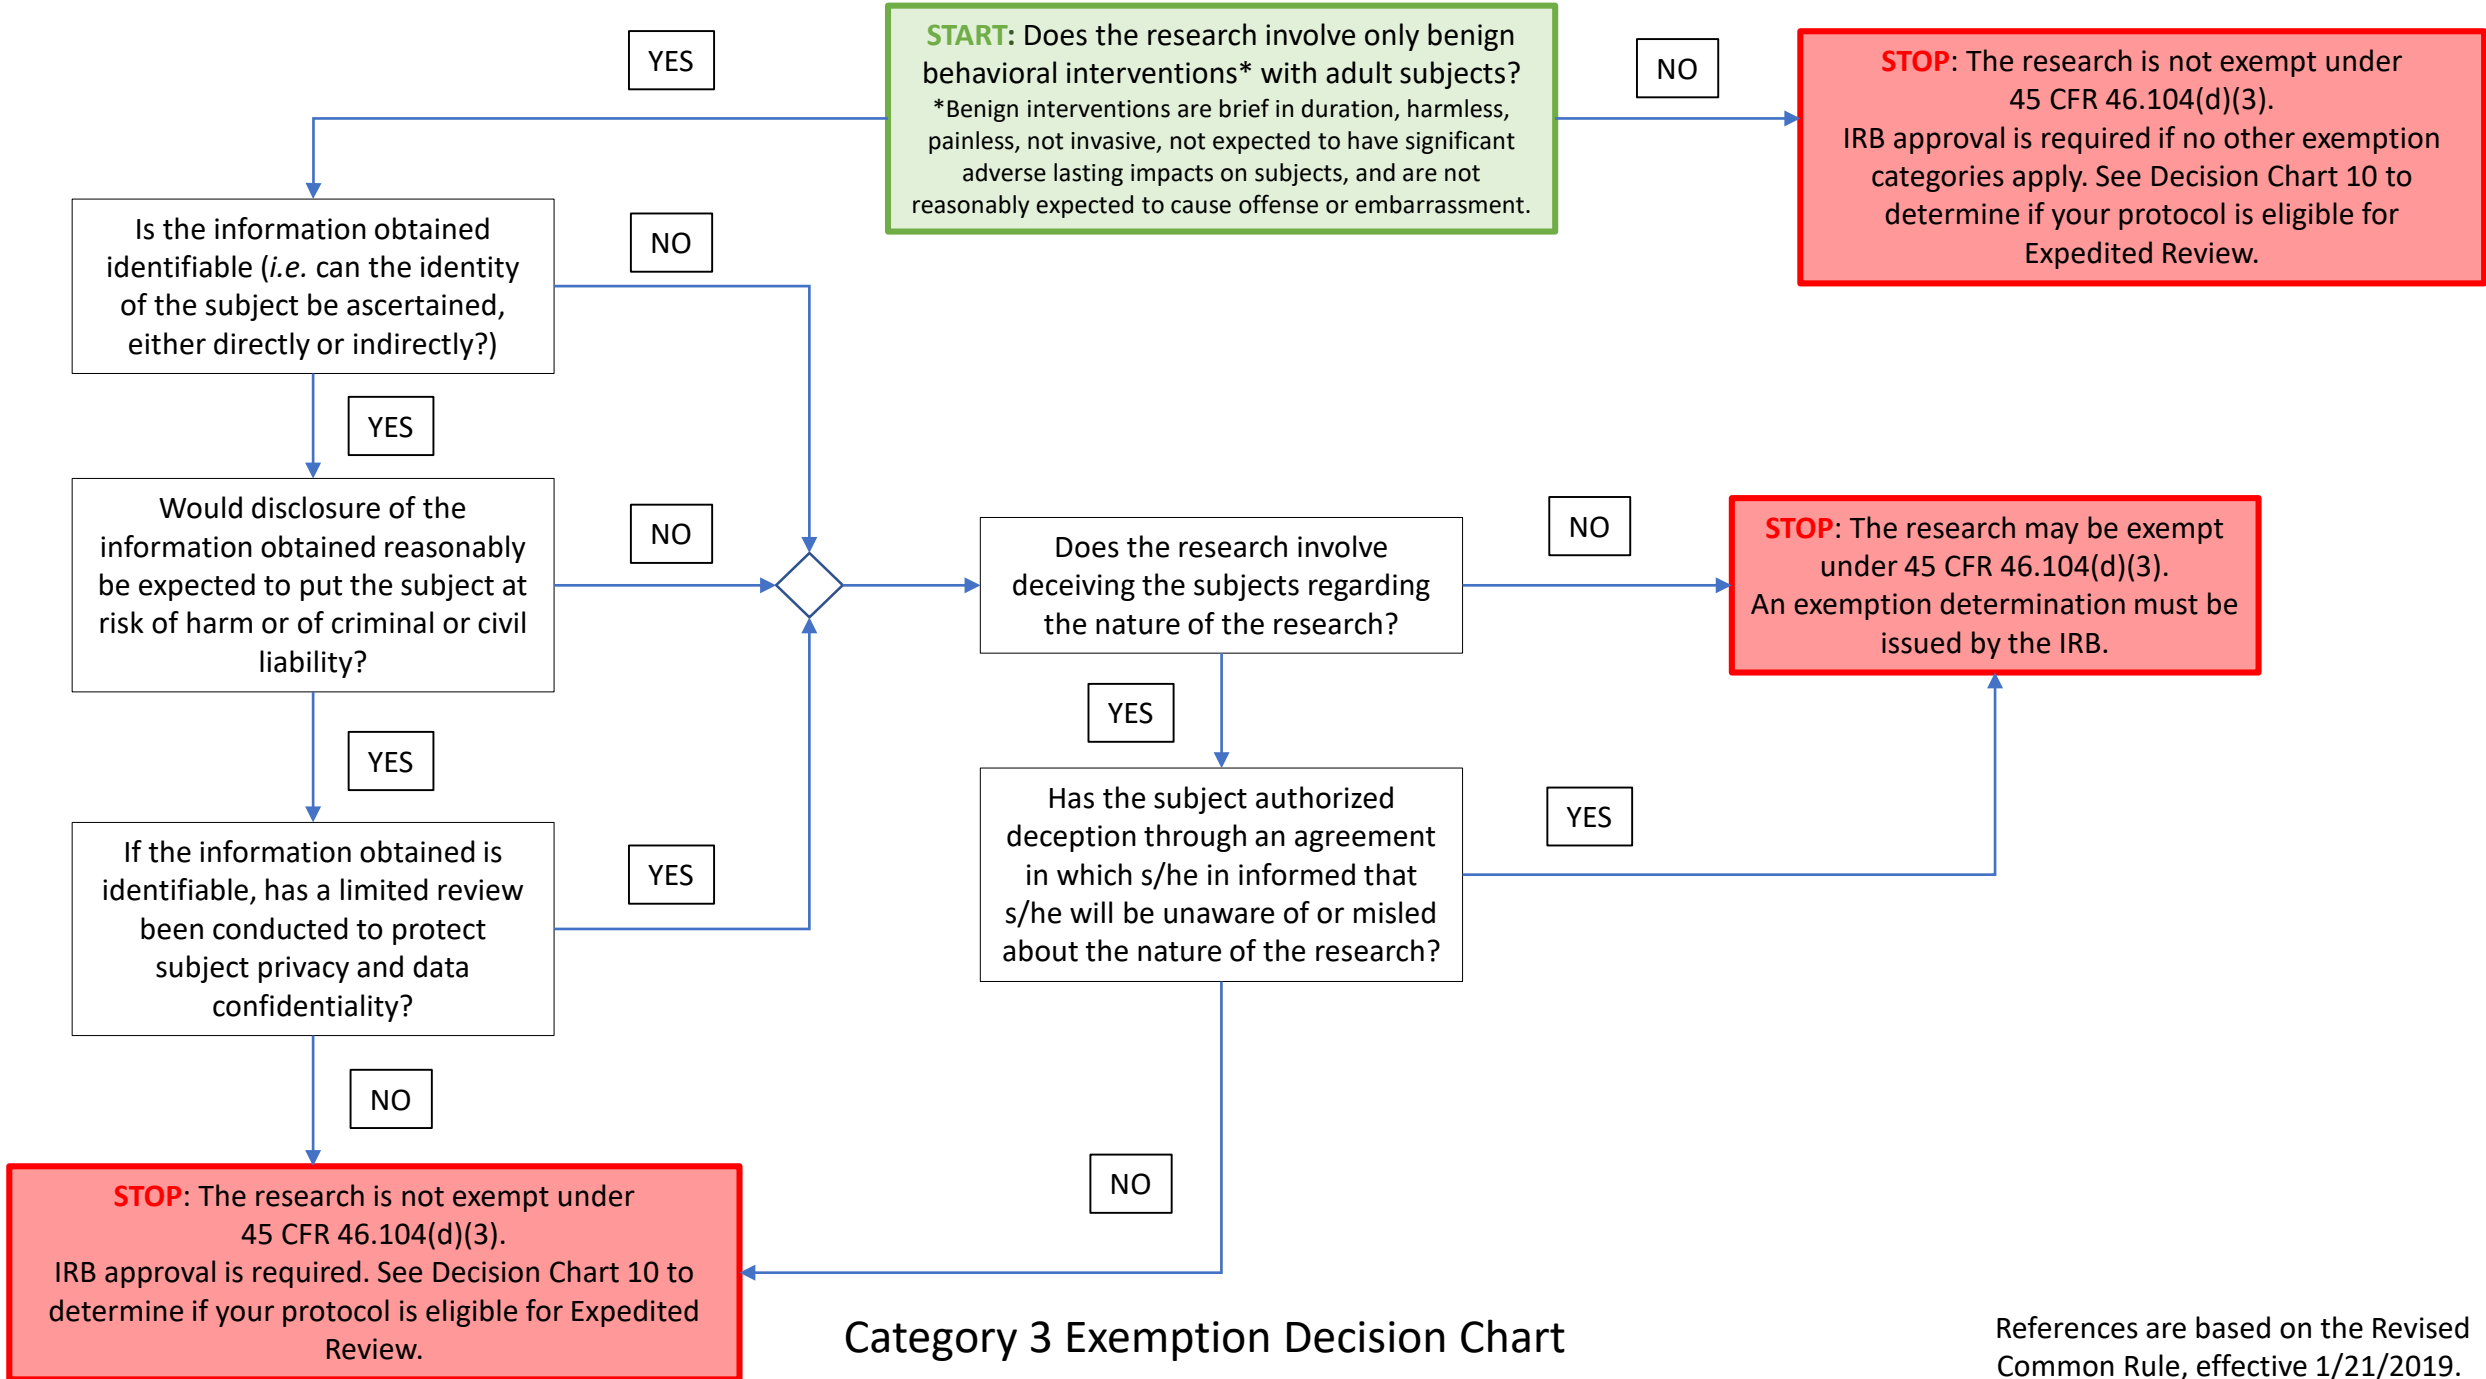 START: Does the research involve only benign
behavioral interventions* with adult subjects?
*Benign interventions are brief in duration, harmless,
painless, not invasive, not expected to have significant
adverse lasting impacts on subjects, and are not
reasonably expected to cause offense or embarrassment.
YES
NO
STOP: The research is not exempt under
45 CFR 46.104(d)(3).
IRB approval is required if no other exemption
categories apply. See Decision Chart 10 to
determine if your protocol is eligible for
Expedited Review.
Is the information obtained
identifiable (i.e. can the identity
of the subject be ascertained,
either directly or indirectly?)
NO
YES
Would disclosure of the
information obtained reasonably
be expected to put the subject at
risk of harm or of criminal or civil
liability?
NO
YES
If the information obtained is
identifiable, has a limited review
been conducted to protect
subject privacy and data
confidentiality?
YES
NO
STOP: The research is not exempt under
45 CFR 46.104(d)(3).
IRB approval is required. See Decision Chart 10 to
determine if your protocol is eligible for Expedited
Review.
Does the research involve
deceiving the subjects regarding
the nature of the research?
NO
STOP: The research may be exempt
under 45 CFR 46.104(d)(3).
An exemption determination must be
issued by the IRB.
YES
Has the subject authorized
deception through an agreement
in which s/he in informed that
s/he will be unaware of or misled
about the nature of the research?
YES
NO
Category 3 Exemption Decision Chart
References are based on the Revised
Common Rule, effective 1/21/2019.